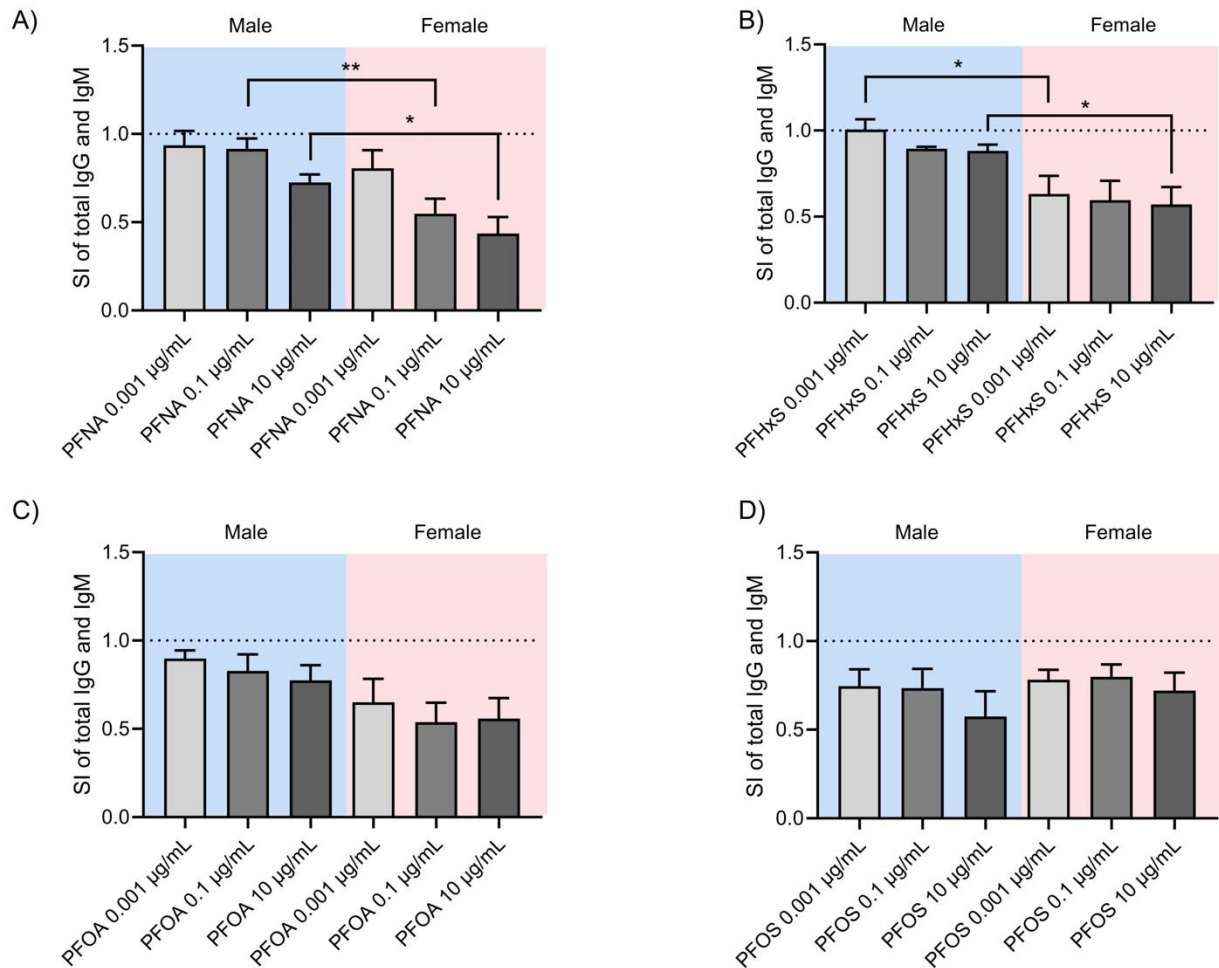 A)
Male Female
SI of total IgG and IgM
1.5
1.0
0.5
0.0
**
*
PFNA 0.001 µg/mL
PFNA 0.1 µg/mL
PFNA 10 µg/mL
PFNA 0.001 µg/mL
PFNA 0.1 µg/mL
PFNA 10 µg/mL
B)
Male Female
SI of total IgG and IgM
1.5
1.0
0.5
0.0
*
*
PFHxS 0.001 µg/mL
PFHxS 0.1 µg/mL
PFHxS 10 µg/mL
PFHxS 0.001 µg/mL
PFHxS 0.1 µg/mL
PFHxS 10 µg/mL
C)
Male Female
SI of total IgG and IgM
1.5
1.0
0.5
0.0
PFOA 0.001 µg/mL
PFOA 0.1 µg/mL
PFOA 10 µg/mL
PFOA 0.001 µg/mL
PFOA 0.1 µg/mL
PFOA 10 µg/mL
D)
Male Female
SI of total IgG and IgM
1.5
1.0
0.5
0.0
PFOS 0.001 µg/mL
PFOS 0.1 µg/mL
PFOS 10 µg/mL
PFOS 0.001 µg/mL
PFOS 0.1 µg/mL
PFOS 10 µg/mL